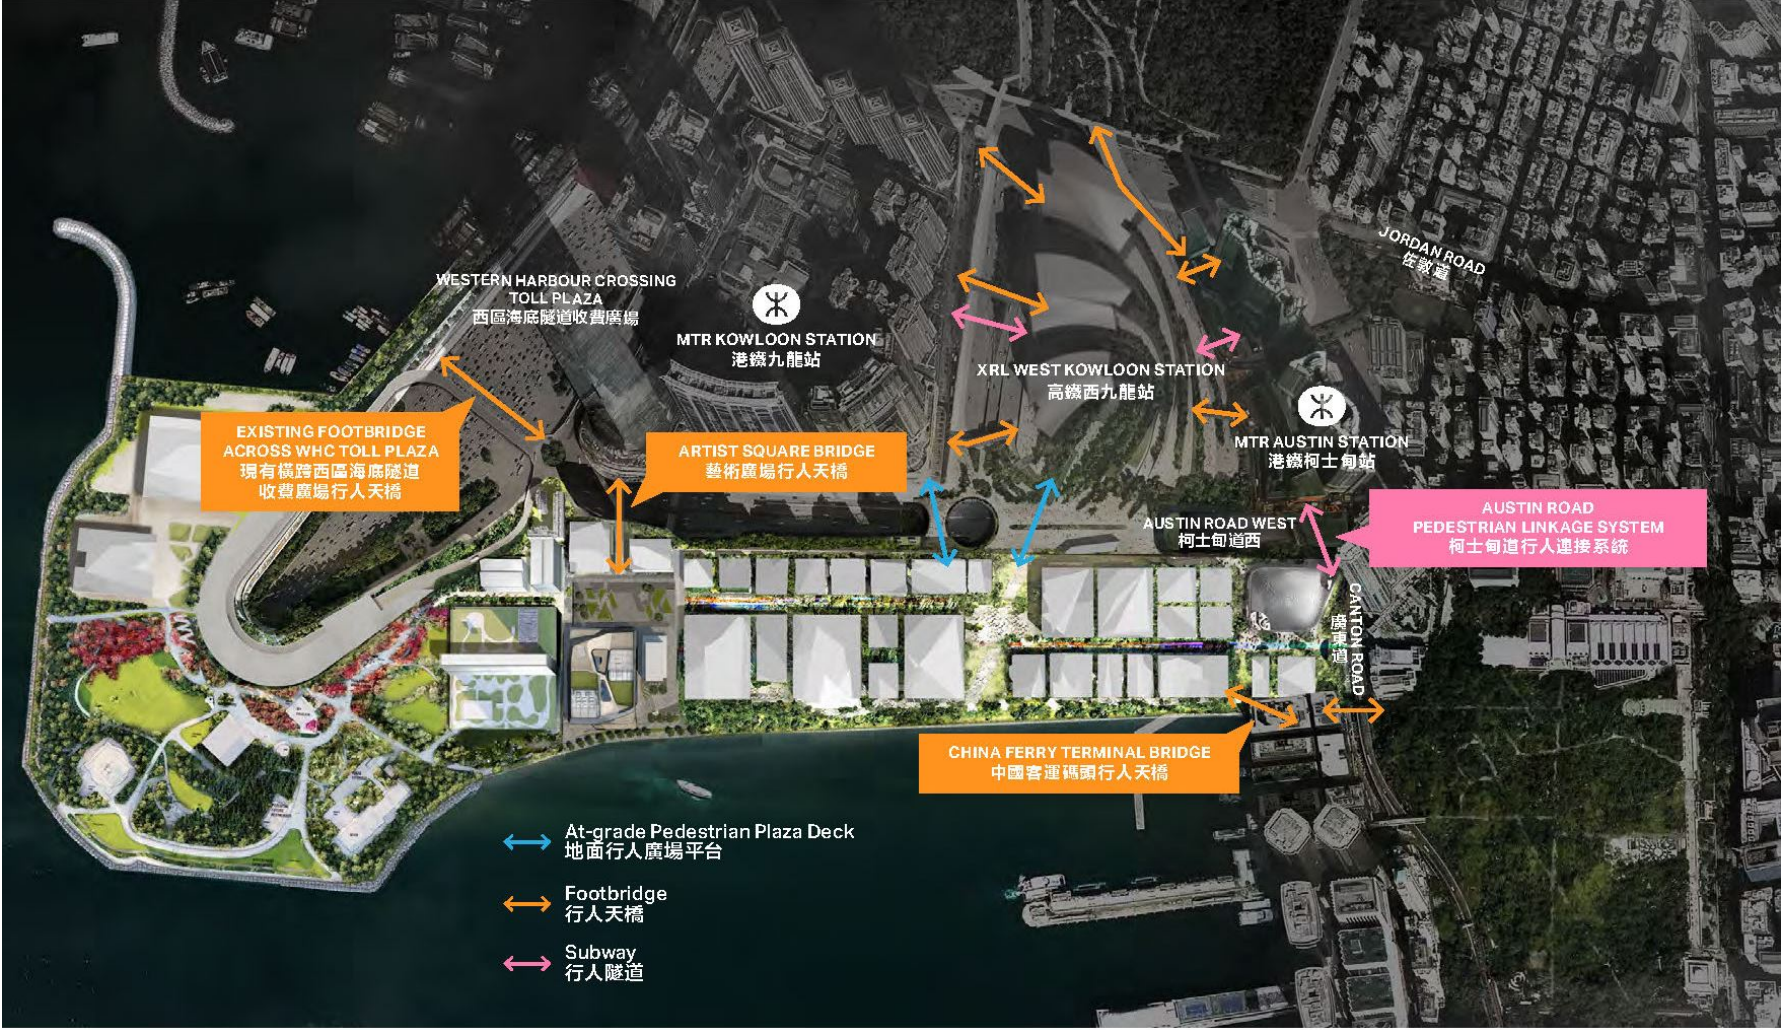 JORDAN ROAD
佐敦道
WESTERN HARBOUR CROSSING
TOLL PLAZA
西區海底隧道收費廣場
MTR KOWLOON STATION
港鐵九龍站
XRL WEST KOWLOON STATION
高鐵西九龍站
MTR AUSTIN STATION
港鐵柯士甸站
EXISTING FOOTBRIDGE
ACROSS WHC TOLL PLAZA
現有橫跨西區海底隧道
收費廣場行人天橋
ARTIST SQUARE BRIDGE
藝術廣場行人天橋
AUSTIN ROAD WEST
柯士甸道西
AUSTIN ROAD
PEDESTRIAN LINKAGE SYSTEM
柯士甸道行人連接系統
CANTON ROAD
廣東道
CHINA FERRY TERMINAL BRIDGE
中國客運碼頭行人天橋
At-grade Pedestrian Plaza Deck
地面行人廣場平台
Footbridge
行人天橋
Subway
行人隧道